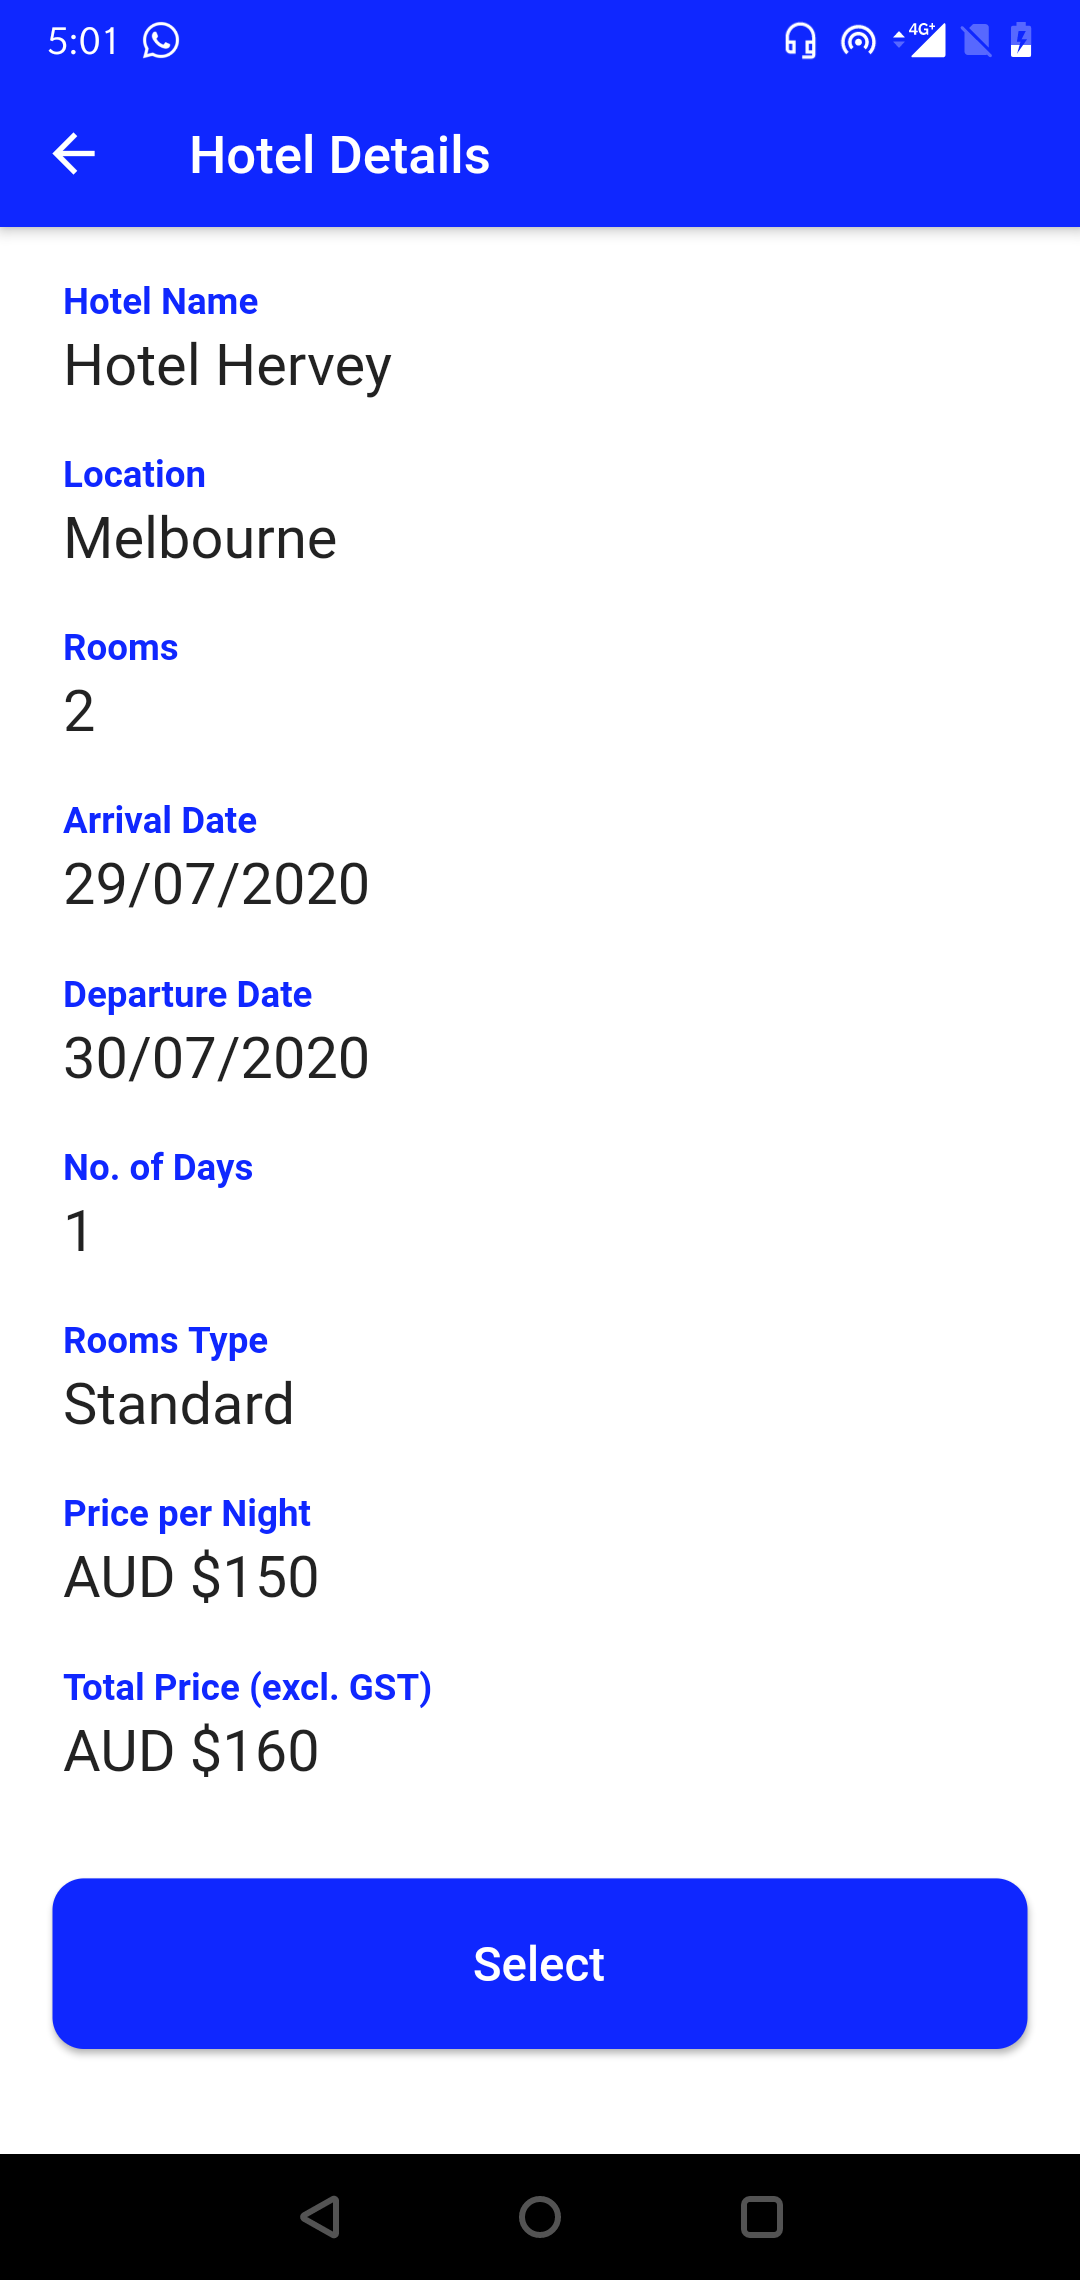 5:01
4G+
Hotel Details
Hotel Name
Hotel Hervey
Location
Melbourne
Rooms
2
Arrival Date
29/07/2020
Departure Date
30/07/2020
No. of Days
1
Rooms Type
Standard
Price per Night
AUD $150
Total Price (excl. GST)
AUD $160
Select